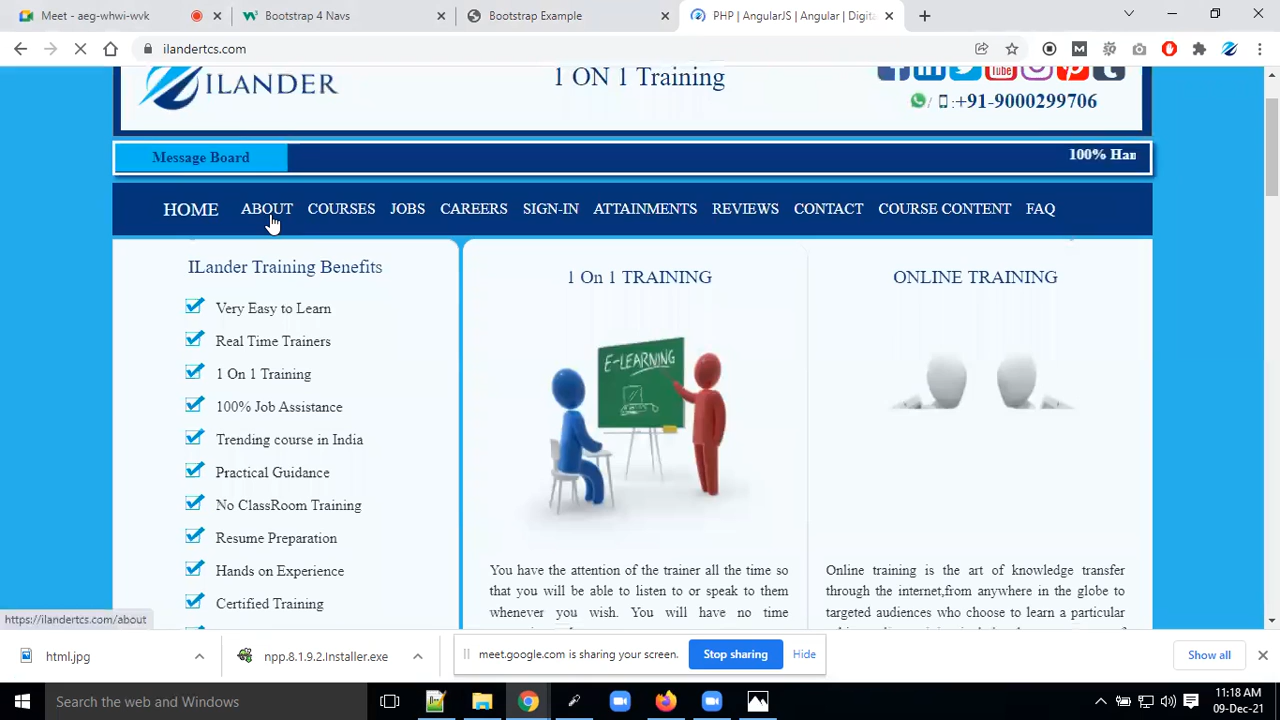 Meet - aeg-whwi-wvk
Bootstrap 4 Navs
Bootstrap Example
PHP | AngularJS | Angular | Digita
ilandertcs.com
ILANDER
1 ON 1 Training
You Tube
+91-9000299706
Message Board
100% Han
HOME ABOUT COURSES JOBS CAREERS SIGN-IN ATTAINMENTS REVIEWS CONTACT COURSE CONTENT FAQ
ILander Training Benefits
Very Easy to Learn
Real Time Trainers
1 On 1 Training
100% Job Assistance
Trending course in India
Practical Guidance
No ClassRoom Training
Resume Preparation
Hands on Experience
Certified Training
1 On 1 TRAINING
E-LEARNING
You have the attention of the trainer all the time so
that you will be able to listen to or speak to them
whenever you wish. You will have no time
ONLINE TRAINING
Online training is the art of knowledge transfer
through the internet,from anywhere in the globe to
targeted audiences who choose to learn a particular
https://ilandertcs.com/about
html.jpg
npp.8.1.9.2.Installer.exe
meet.google.com is sharing your screen.
Stop sharing
Hide
Show all
Search the web and Windows
11:18 AM
09-Dec-21